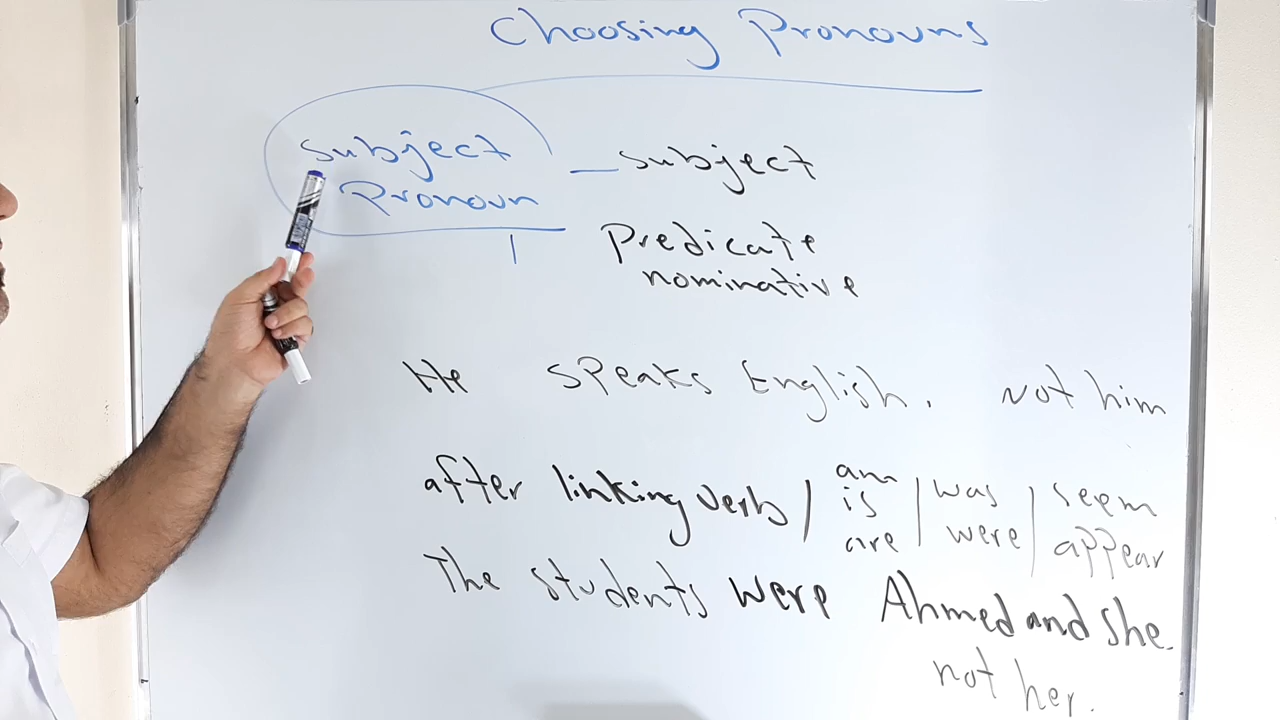 Choosing Pronouns
subject
Pronoun
subject
Predicate
nominative
He speaks English. not him
after linking verb / am is are / was were / seem appear
The students were Ahmed and she.
not her.